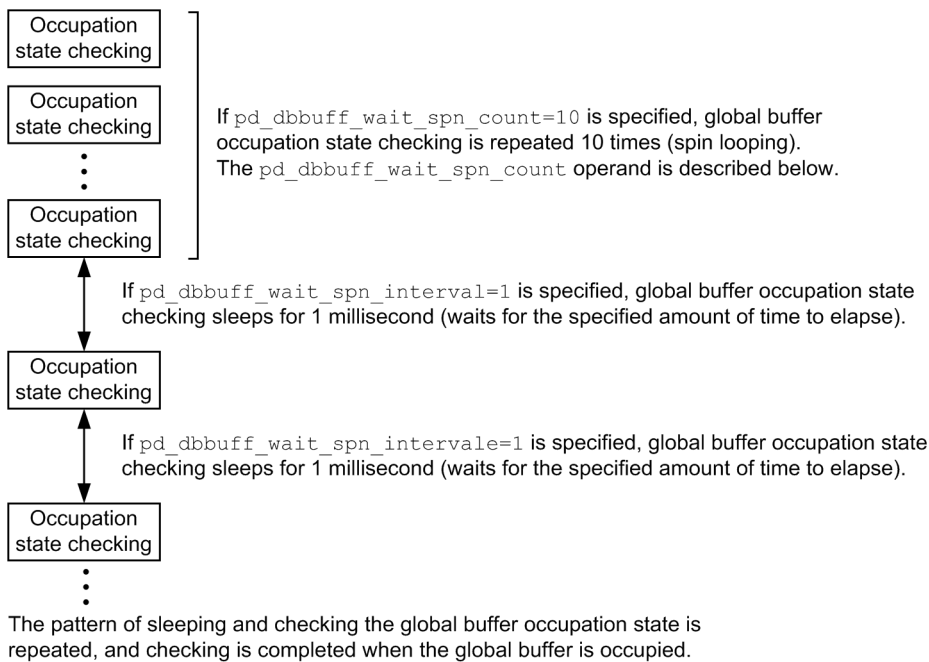 Occupation
state checking
Occupation
state checking
If pd_dbbuff_wait_spn_count=10 is specified, global buffer
occupation state checking is repeated 10 times (spin looping).
The pd_dbbuff_wait_spn_count operand is described below.
Occupation
state checking
If pd_dbbuff_wait_spn_interval=1 is specified, global buffer occupation state
checking sleeps for 1 millisecond (waits for the specified amount of time to elapse).
Occupation
state checking
If pd_dbbuff_wait_spn_intervale=1 is specified, global buffer occupation state
checking sleeps for 1 millisecond (waits for the specified amount of time to elapse).
Occupation
state checking
The pattern of sleeping and checking the global buffer occupation state is
repeated, and checking is completed when the global buffer is occupied.